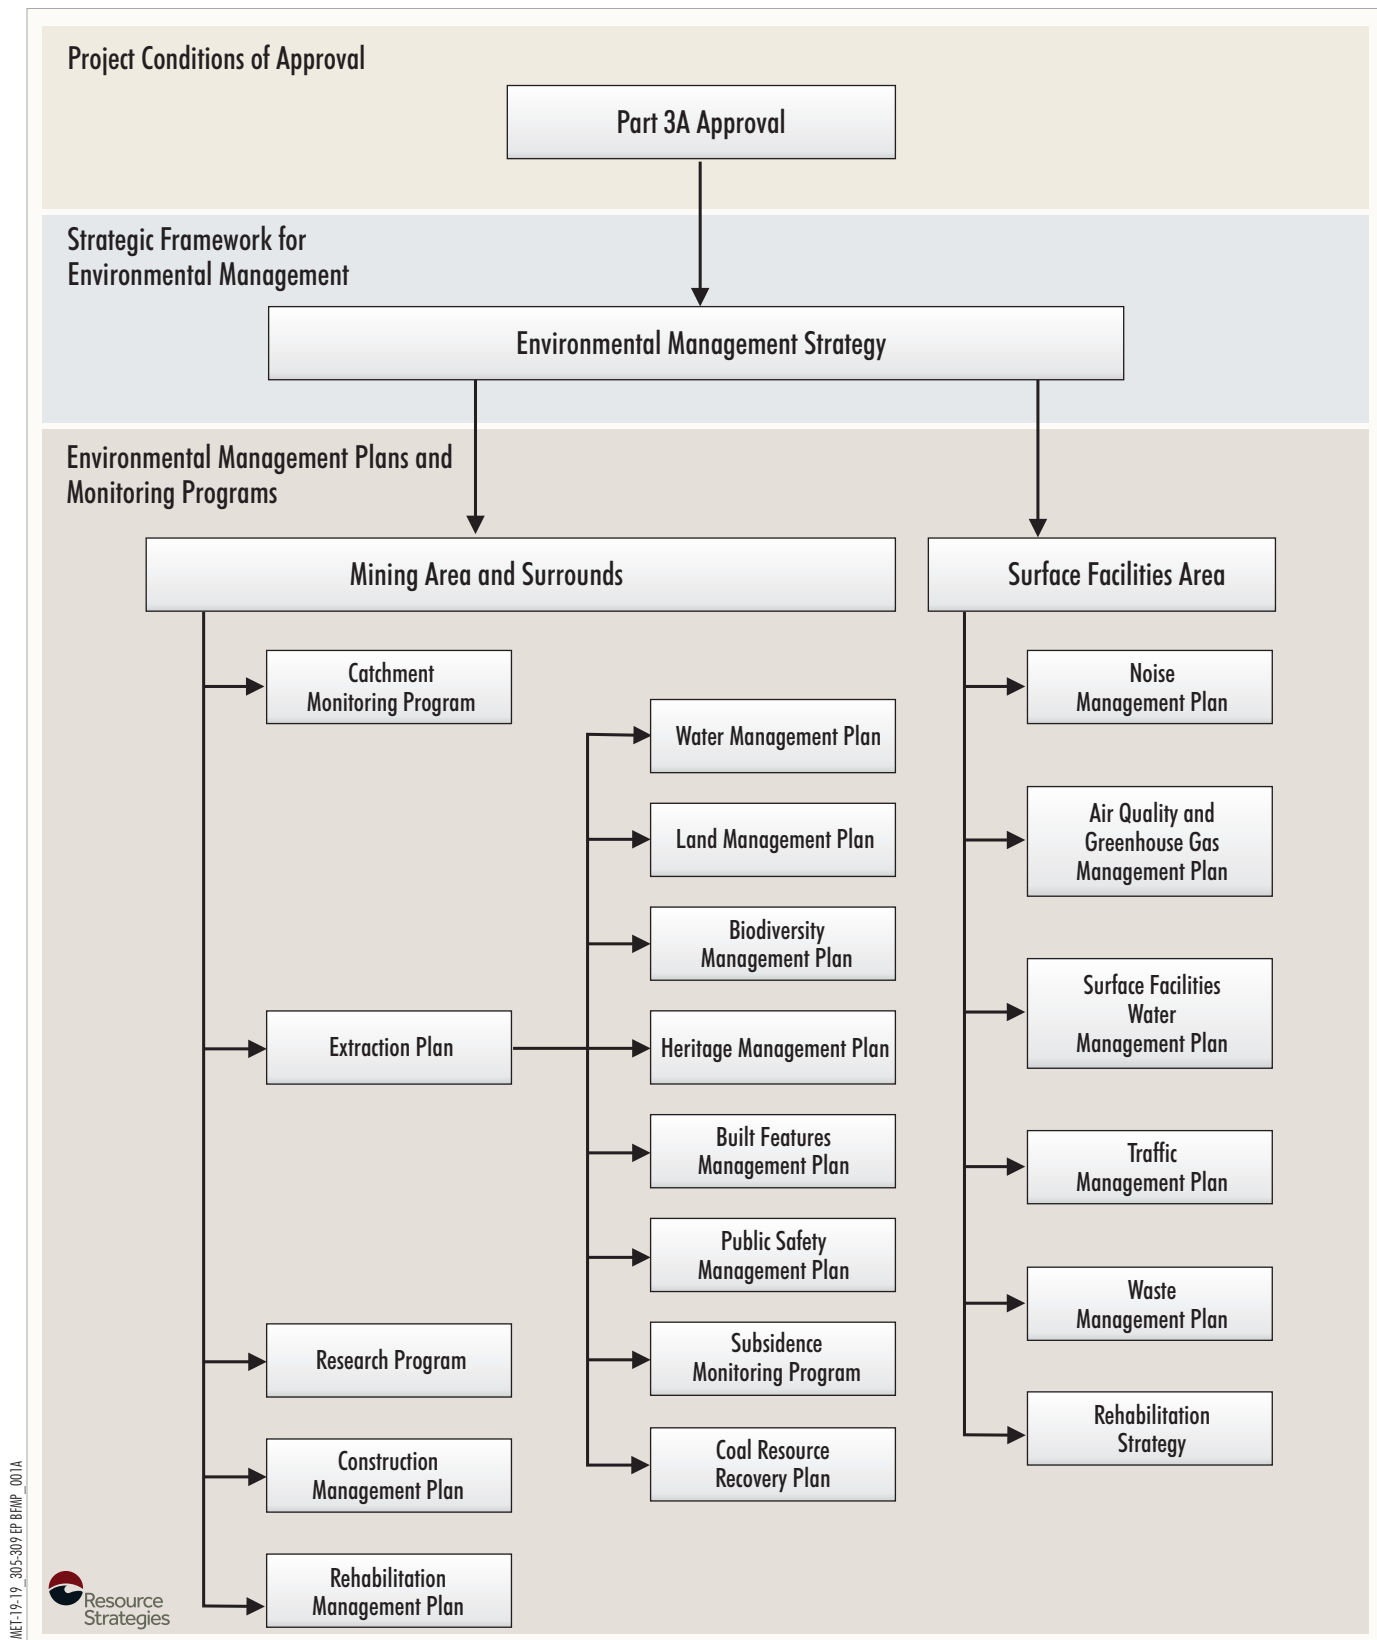 Project Conditions of Approval
Part 3A Approval
Strategic Framework for
Environmental Management
Environmental Management Strategy
Environmental Management Plans and
Monitoring Programs
Mining Area and Surrounds
Catchment
Monitoring Program
Extraction Plan
Research Program
Construction
Management Plan
Rehabilitation
Management Plan
Water Management Plan
Land Management Plan
Biodiversity
Management Plan
Heritage Management Plan
Built Features
Management Plan
Public Safety
Management Plan
Subsidence
Monitoring Program
Coal Resource
Recovery Plan
Surface Facilities Area
Noise
Management Plan
Air Quality and
Greenhouse Gas
Management Plan
Surface Facilities
Water
Management Plan
Traffic
Management Plan
Waste
Management Plan
Rehabilitation
Strategy
Resource
Strategies
MET-19-19_305-309 EP BFMP_001A